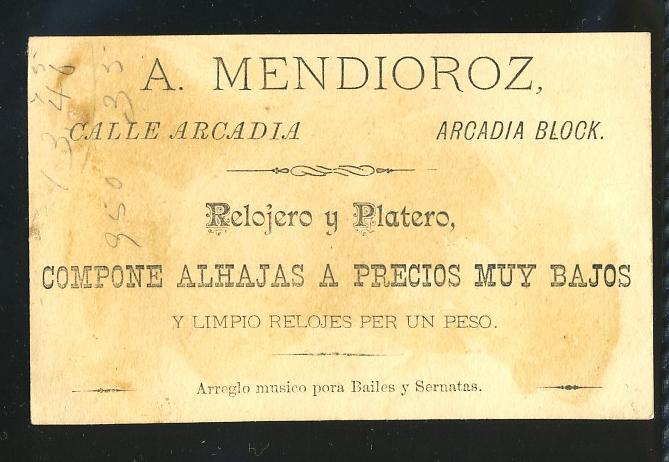 A. MENDIOROZ,
CALLE ARCADIA ARCADIA BLOCK.
Relojero y Platero,
COMPONE ALHAJAS A PRECIOS MUY BAJOS
Y LIMPIO RELOJES PER UN PESO.
Arreglo musico pora Bailes y Sernatas.